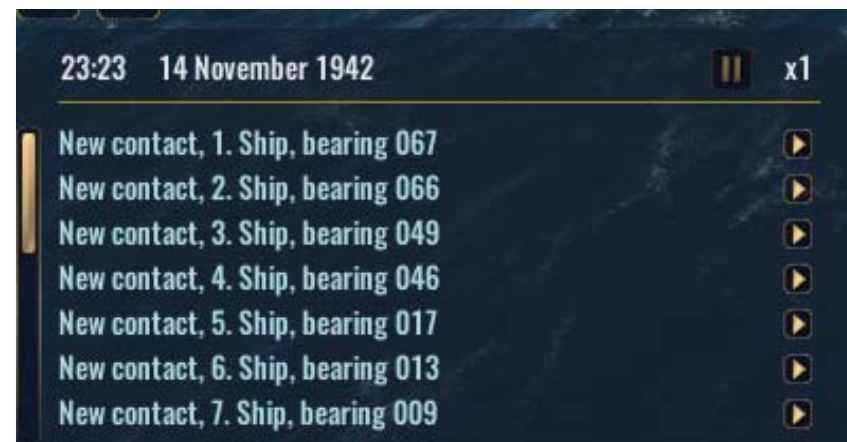 23:23 14 November 1942 x1
New contact, 1. Ship, bearing 067
New contact, 2. Ship, bearing 066
New contact, 3. Ship, bearing 049
New contact, 4. Ship, bearing 046
New contact, 5. Ship, bearing 017
New contact, 6. Ship, bearing 013
New contact, 7. Ship, bearing 009